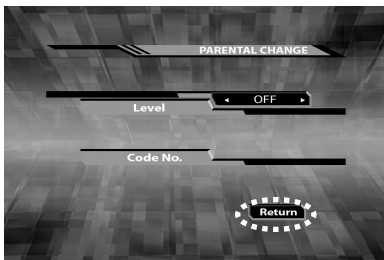 PARENTAL CHANGE
◂ OFF ▸
Level
Code No.
Return